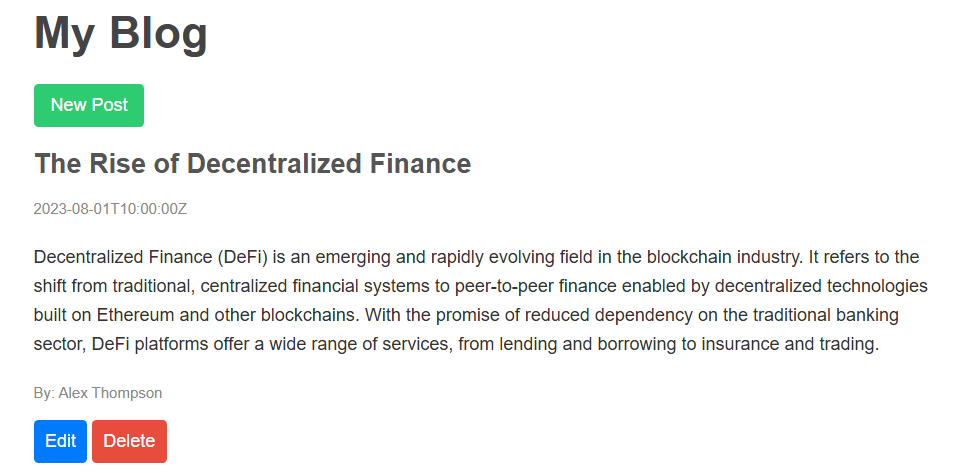 My Blog
New Post
The Rise of Decentralized Finance
2023-08-01T10:00:00Z
Decentralized Finance (DeFi) is an emerging and rapidly evolving field in the blockchain industry. It refers to the
shift from traditional, centralized financial systems to peer-to-peer finance enabled by decentralized technologies
built on Ethereum and other blockchains. With the promise of reduced dependency on the traditional banking
sector, DeFi platforms offer a wide range of services, from lending and borrowing to insurance and trading.
By: Alex Thompson
Edit Delete